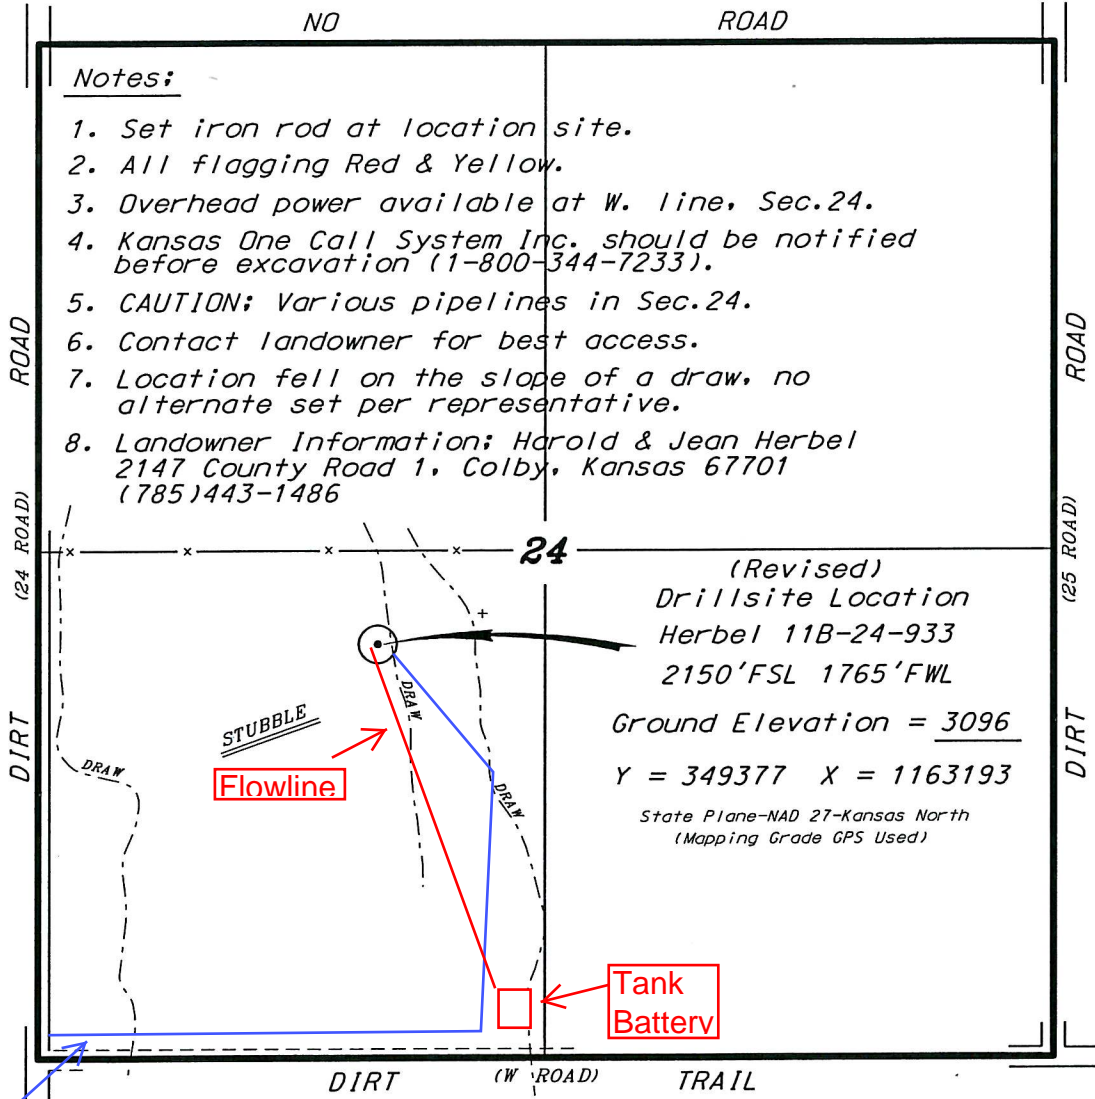 NO ROAD
Notes:
1. Set iron rod at location site.
2. All flagging Red & Yellow.
3. Overhead power available at W. line, Sec.24.
4. Kansas One Call System Inc. should be notified
before excavation (1-800-344-7233).
5. CAUTION: Various pipelines in Sec.24.
6. Contact landowner for best access.
7. Location fell on the slope of a draw, no
alternate set per representative.
8. Landowner Information: Harold & Jean Herbel
2147 County Road 1, Colby, Kansas 67701
(785)443-1486
ROAD
(24 ROAD)
DIRT
ROAD
(25 ROAD)
DIRT
24
(Revised)
Drillsite Location
Herbel 11B-24-933
2150'FSL 1765'FWL
Ground Elevation = 3096
Y = 349377 X = 1163193
State Plane-NAD 27-Kansas North
(Mapping Grade GPS Used)
STUBBLE
DRAW
DRAW
DRAW
Flowline
Tank
Battery
DIRT (W ROAD) TRAIL